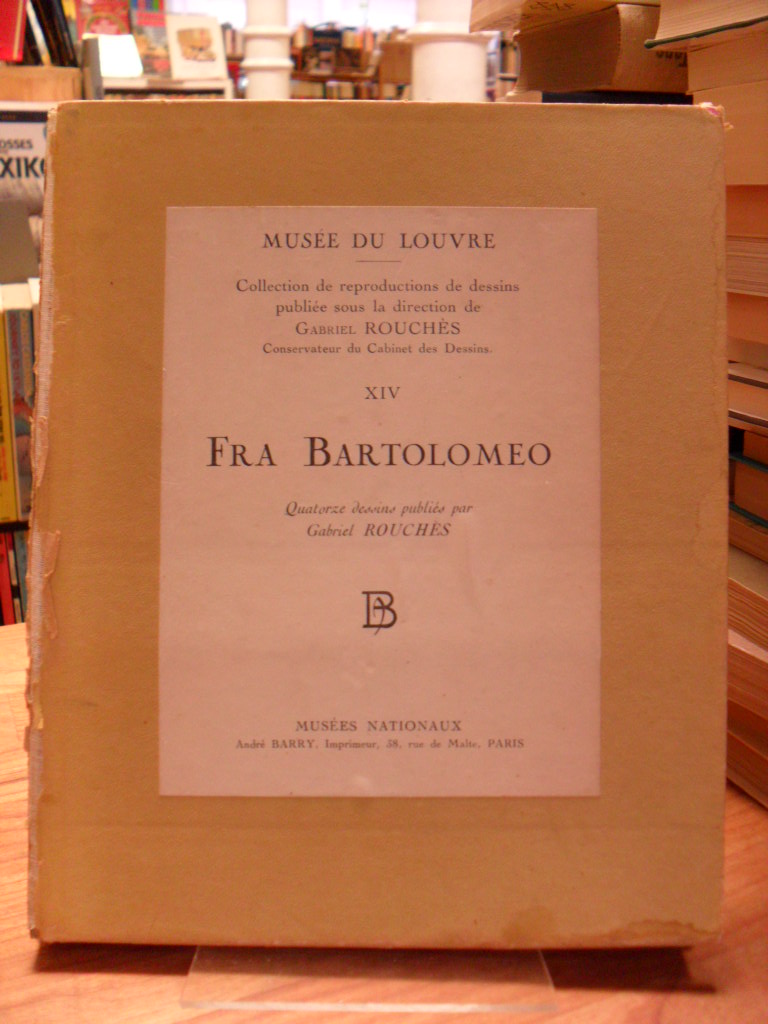 MUSÉE DU LOUVRE
Collection de reproductions de dessins
publiée sous la direction de
GABRIEL ROUCHÈS
Conservateur du Cabinet des Dessins.
XIV
FRA BARTOLOMEO
Quatorze dessins publiés par
Gabriel ROUCHÈS
MUSÉES NATIONAUX
André BARRY, Imprimeur, 58, rue de Malte, PARIS
OSSES
XIKO